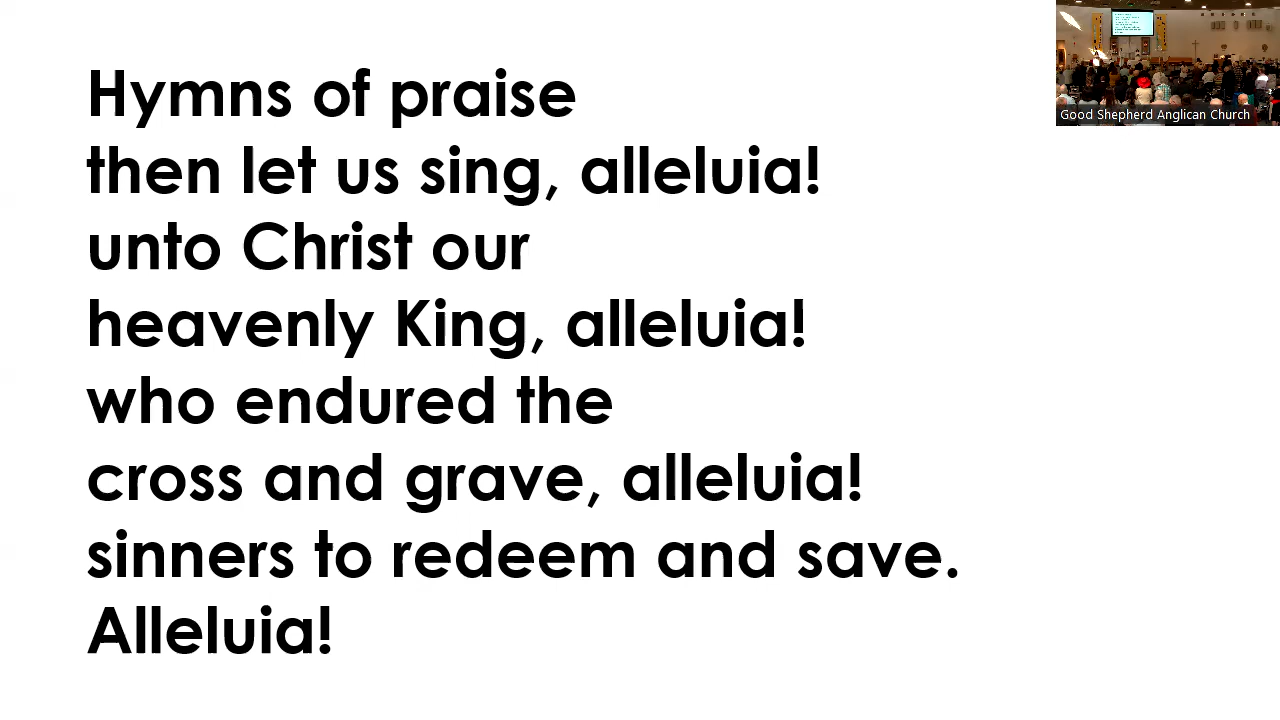 Hymns of praise
then let us sing, alleluia!
unto Christ our
heavenly King, alleluia!
who endured the
cross and grave, alleluia!
sinners to redeem and save.
Alleluia!
Good Shepherd Anglican Church